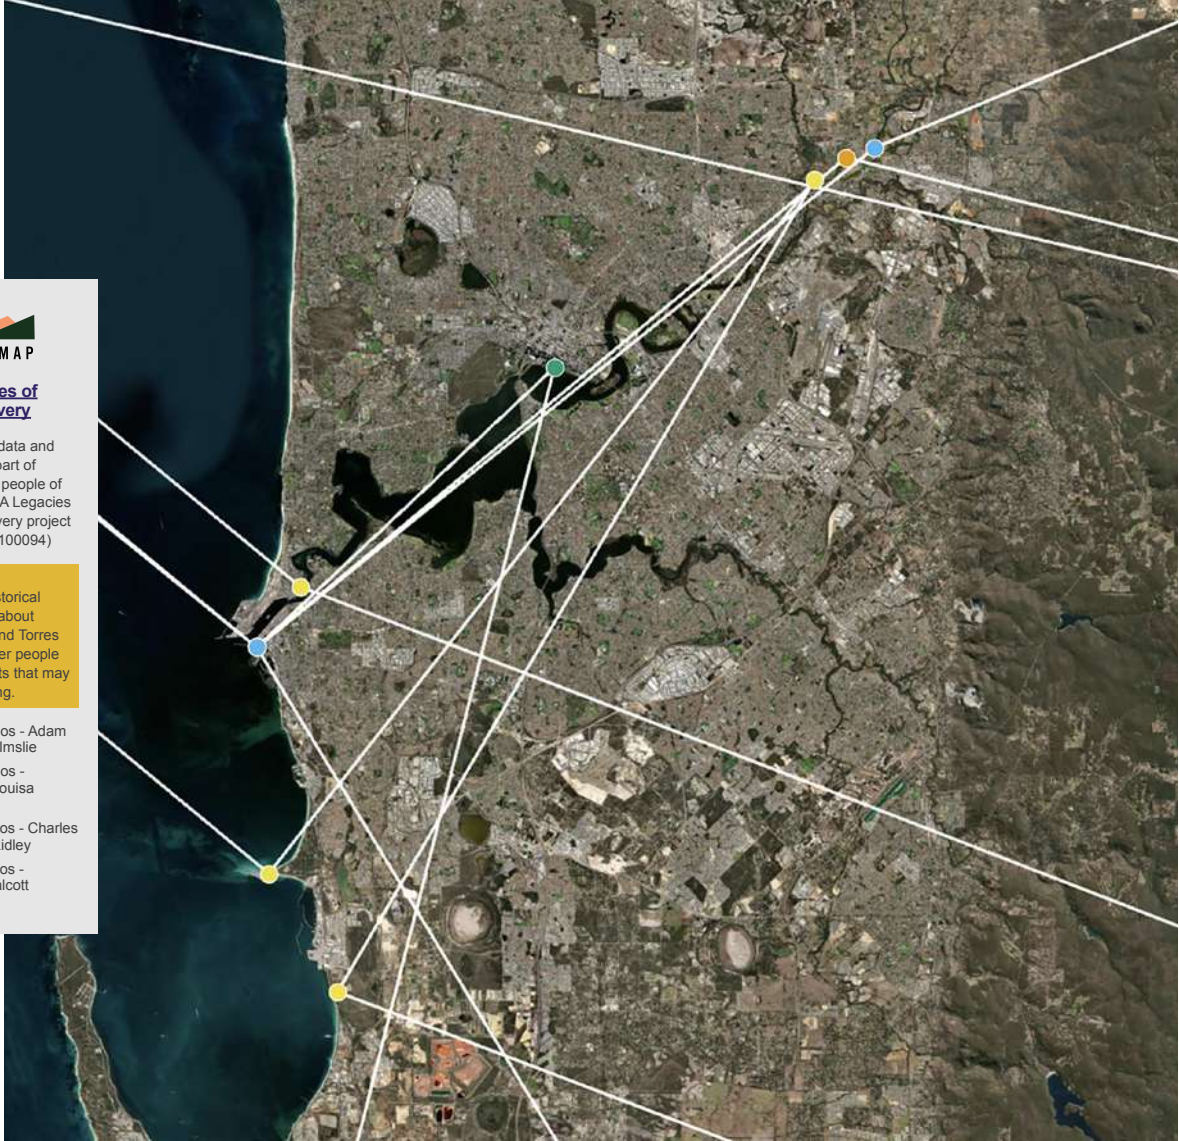 MAP
es of
very
data and
part of
people of
A Legacies
very project
100094)
storical
about
nd Torres
er people
ts that may
ng.
os - Adam
lmslie
os -
ouisa
os - Charles
idley
os -
alcott